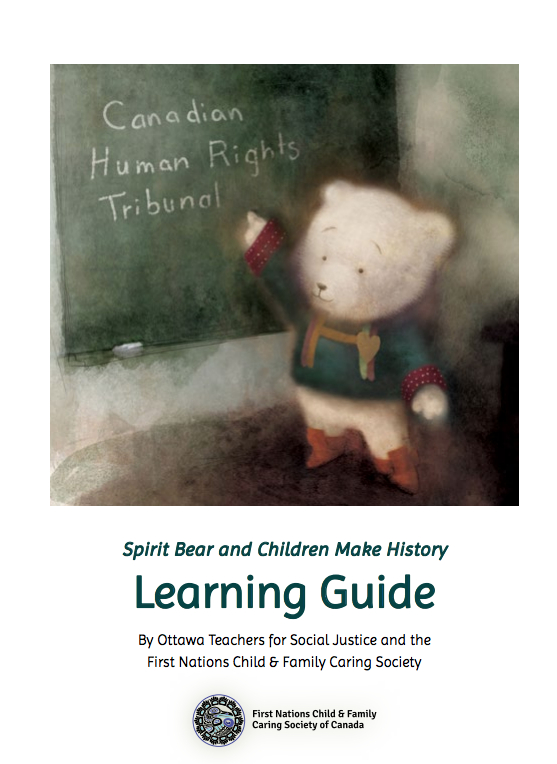 Canadian
Human Rights
Tribunal
Spirit Bear and Children Make History
Learning Guide
By Ottawa Teachers for Social Justice and the
First Nations Child & Family Caring Society
First Nations Child & Family
Caring Society of Canada